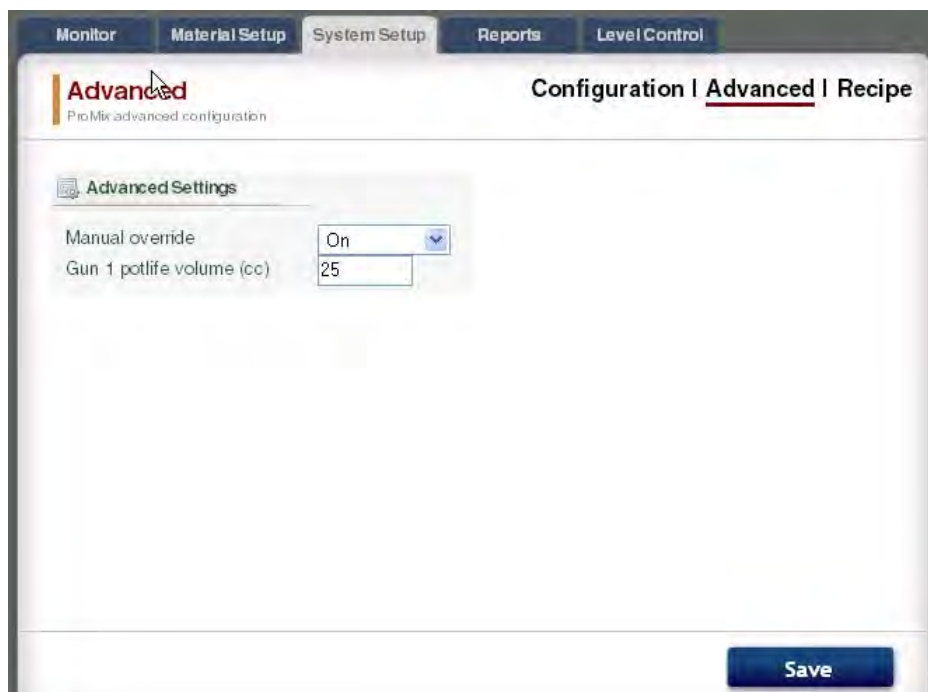 Monitor Material Setup System Setup Reports Level Control
Advanced
ProMix advanced configuration
Configuration | Advanced | Recipe
Advanced Settings
Manual override On
Gun 1 potlife volume (cc) 25
Save